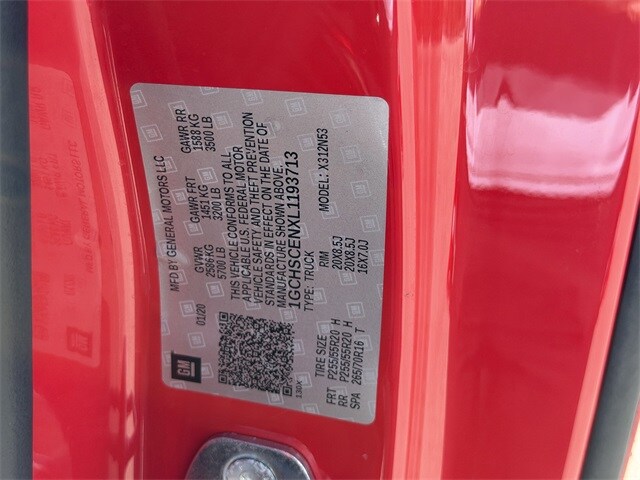 MFD BY GENERAL MOTORS LLC
01/20 GVWR GAWR FRT GAWR RR
2586 KG 1451 KG 1588 KG
5700 LB 3200 LB 3500 LB
THIS VEHICLE CONFORMS TO ALL
APPLICABLE U.S. FEDERAL MOTOR
VEHICLE SAFETY AND THEFT PREVENTION
STANDARDS IN EFFECT ON THE DATE OF
MANUFACTURE SHOWN ABOVE.
1GCHSCENXL1193713
TYPE: TRUCK MODEL: X312N53
TIRE SIZE RIM
FRT P255/55R20 H 20X8.5J
RR P255/55R20 H 20X8.5J
SPA 265/70R16 T 16X7.0J
GM
130X